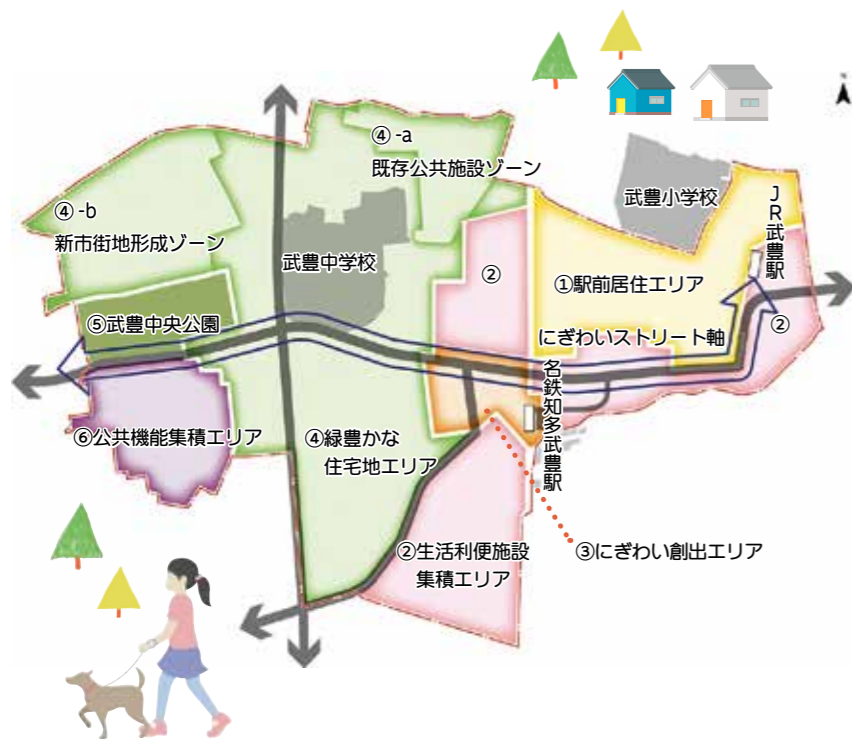 ④-a
既存公共施設ゾーン
④-b
新市街地形成ゾーン
武豊小学校
JR武豊駅
武豊中学校
②
①駅前居住エリア
⑤武豊中央公園
にぎわいストリート軸
②
名鉄知多武豊駅
⑥公共機能集積エリア
④緑豊かな
住宅地エリア
②生活利便施設
集積エリア
③にぎわい創出エリア